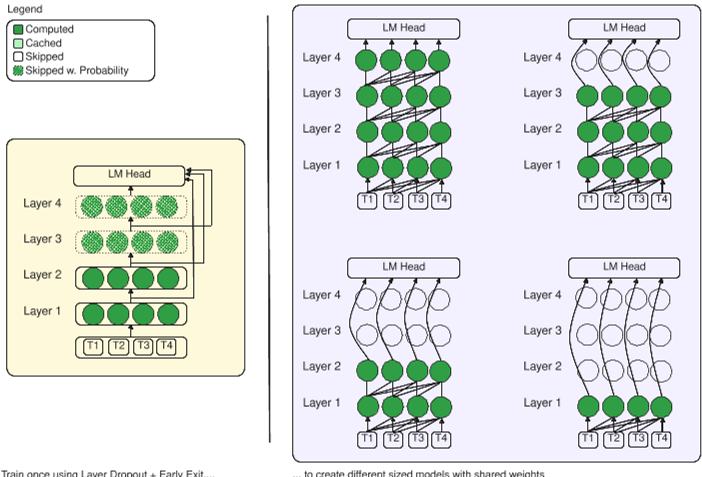 Legend
Computed
Cached
Skipped
Skipped w. Probability
LM Head
Layer 4
Layer 3
Layer 2
Layer 1
T1 T2 T3 T4
Train once using Layer Dropout + Early Exit....
LM Head
Layer 4
Layer 3
Layer 2
Layer 1
T1 T2 T3 T4
LM Head
Layer 4
Layer 3
Layer 2
Layer 1
T1 T2 T3 T4
LM Head
Layer 4
Layer 3
Layer 2
Layer 1
T1 T2 T3 T4
LM Head
Layer 4
Layer 3
Layer 2
Layer 1
T1 T2 T3 T4
... to create different sized models with shared weights